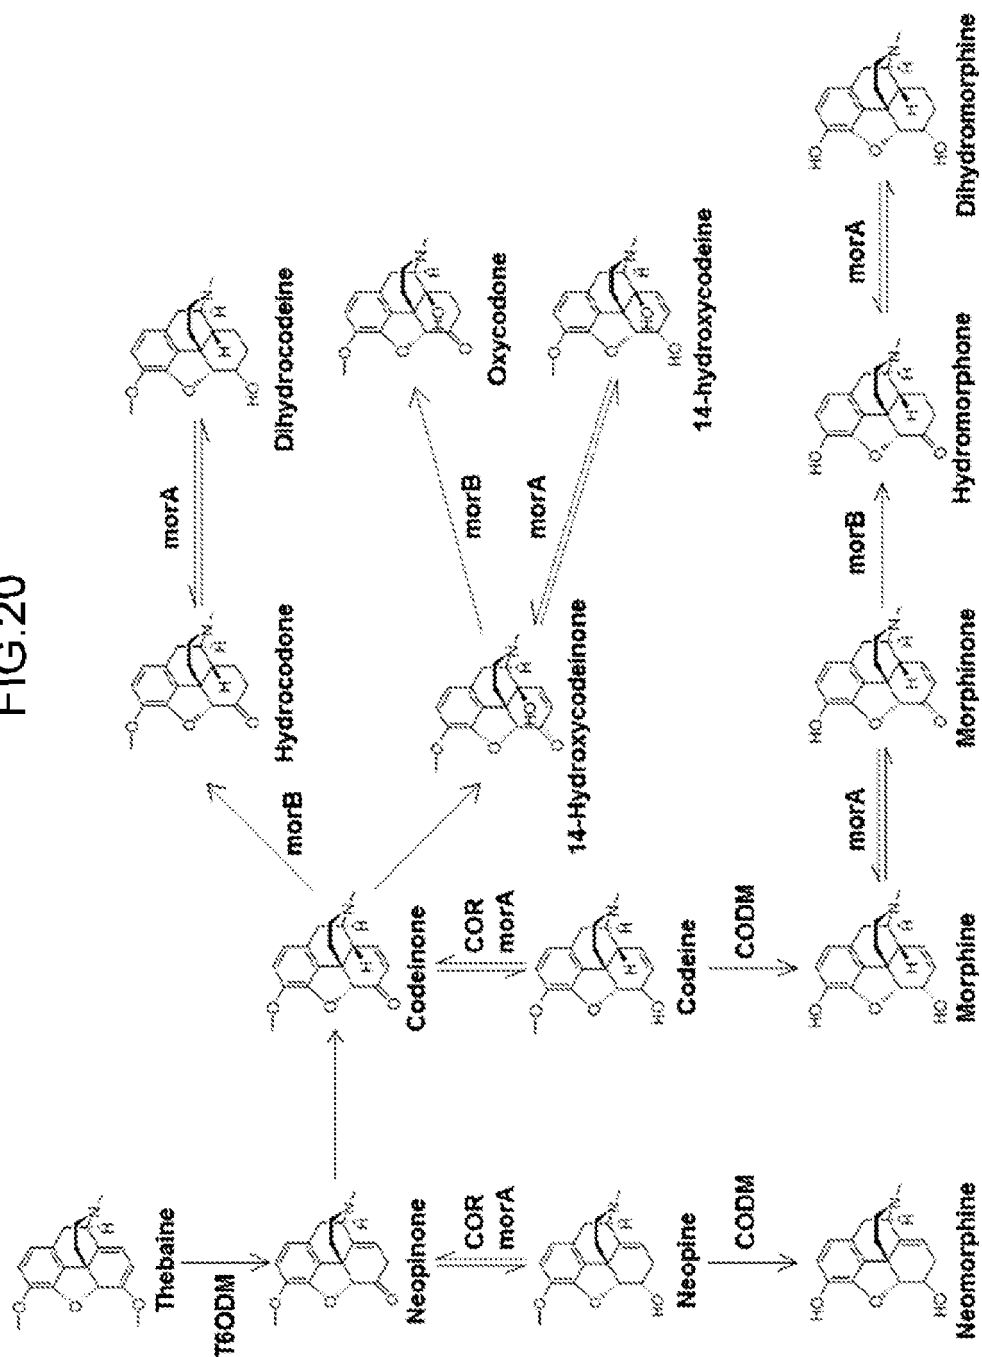 FIG.20
Thebaine
T6ODM
Neopinone
COR
morA
Neopine
CODM
Neomorphine
Codeinone
COR
morA
Codeine
CODM
Morphine
morB
Hydrocodone
morA
Dihydrocodeine
14-Hydroxycodeinone
morB
Oxycodone
morA
14-hydroxycodeine
morA
Morphinone
morB
Hydromorphone
morA
Dihydromorphine